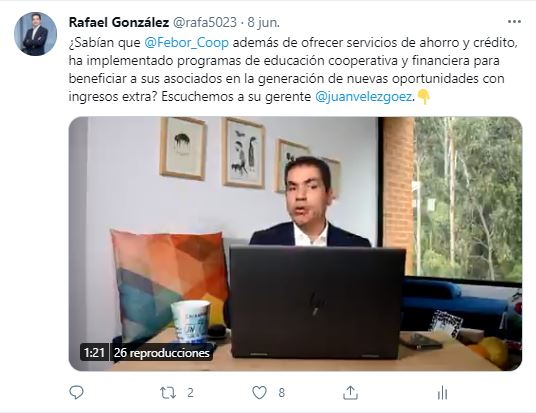 Rafael González @rafa5023 · 8 jun.
¿Sabían que @Febor_Coop además de ofrecer servicios de ahorro y crédito,
ha implementado programas de educación cooperativa y financiera para
beneficiar a sus asociados en la generación de nuevas oportunidades con
ingresos extra? Escuchemos a su gerente @juanvelezgoez.👇
hp
1:21 26 reproducciones
2 8